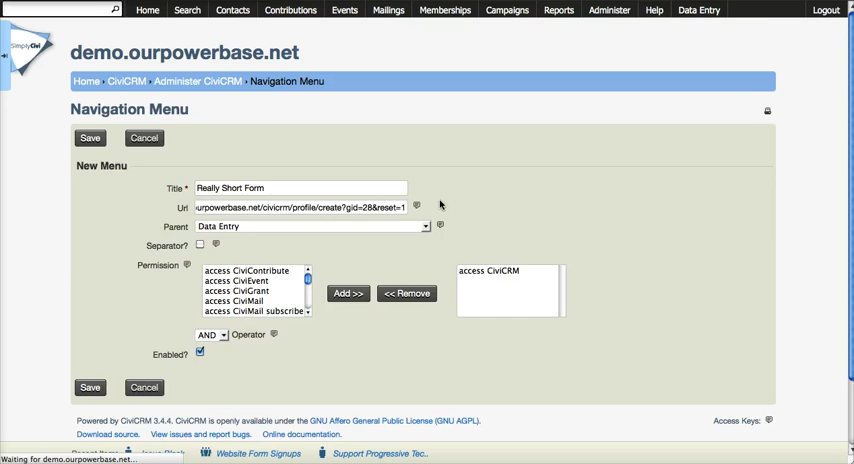 Home Search Contacts Contributions Events Mailings Memberships Campaigns Reports Administer Help Data Entry Logout
SimplyCivi
demo.ourpowerbase.net
Home › CiviCRM › Administer CiviCRM › Navigation Menu
Navigation Menu
Save Cancel
New Menu
Title * Really Short Form
Url ourpowerbase.net/civicrm/profile/create?gid=28&reset=1
Parent Data Entry
Separator?
Permission
access CiviContribute
access CiviEvent
access CiviGrant
access CiviMail
access CiviMail subscribe
Add >> << Remove
access CiviCRM
AND Operator
Enabled?
Save Cancel
Powered by CiviCRM 3.4.4. CiviCRM is openly available under the GNU Affero General Public License (GNU AGPL). Access Keys:
Download source. View issues and report bugs. Online documentation.
Website Form Signups Support Progressive Tec..
Waiting for demo.ourpowerbase.net...